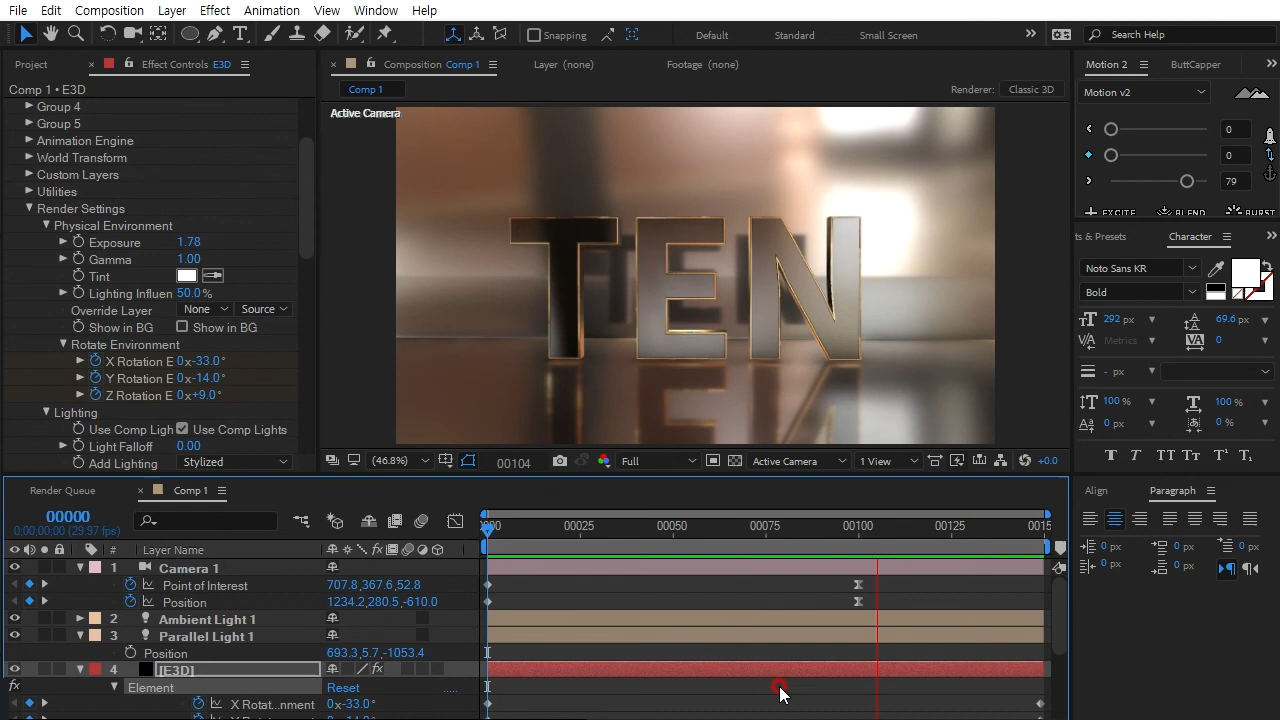 File Edit Composition Layer Effect Animation View Window Help
Snapping Default Standard Small Screen Search Help
Project Effect Controls E3D
Comp 1 • E3D
Group 4
Group 5
Animation Engine
World Transform
Custom Layers
Utilities
Render Settings
Physical Environment
Exposure 1.78
Gamma 1.00
Tint
Lighting Influen 50.0 %
Override Layer None Source
Show in BG Show in BG
Rotate Environment
X Rotation E 0x-33.0°
Y Rotation E 0x-14.0°
Z Rotation E 0x+9.0°
Lighting
Use Comp Ligh Use Comp Lights
Light Falloff 0.00
Add Lighting Stylized
Composition Comp 1 Layer (none) Footage (none)
Comp 1 Renderer: Classic 3D
Active Camera
TEN
(46.8%) 00104 Full Active Camera 1 View +0.0
Motion 2 ButtCapper
Motion v2
0
0
79
EXCITE BLEND BURST
ts & Presets Character
Noto Sans KR
Bold
292 px 69.6 px
Metrics 0
- px
100 % 100 %
0 px 0 %
T T TT Tt T¹ T₁
Align Paragraph
0 px 0 px 0 px
0 px 0 px
Render Queue Comp 1
00000
0;00;00;00 (29.97 fps)
00025 00050 00075 00100 00125 0015
# Layer Name
1 Camera 1
Point of Interest 707.8,367.6,52.8
Position 1234.2,280.5,-610.0
2 Ambient Light 1
3 Parallel Light 1
Position 693.3,5.7,-1053.4
4 [E3D]
Element Reset .....
X Rotat..nment 0x-33.0°